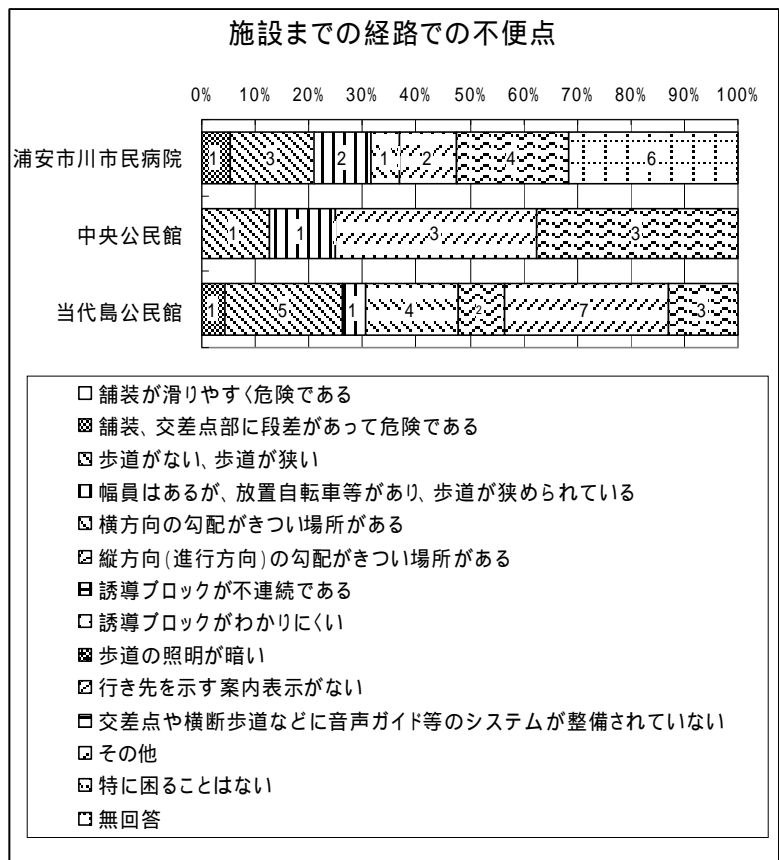 施設までの経路での不便点
0% 10% 20% 30% 40% 50% 60% 70% 80% 90% 100%
浦安市川市民病院 1 3 2 1 2 4 6
中央公民館 1 1 3 3
当代島公民館 1 5 1 4 2 7 3
舗装が滑りやすく危険である
舗装、交差点部に段差があって危険である
歩道がない、歩道が狭い
幅員はあるが、放置自転車等があり、歩道が狭められている
横方向の勾配がきつい場所がある
縦方向(進行方向)の勾配がきつい場所がある
誘導ブロックが不連続である
誘導ブロックがわかりにくい
歩道の照明が暗い
行き先を示す案内表示がない
交差点や横断歩道などに音声ガイド等のシステムが整備されていない
その他
特に困ることはない
無回答